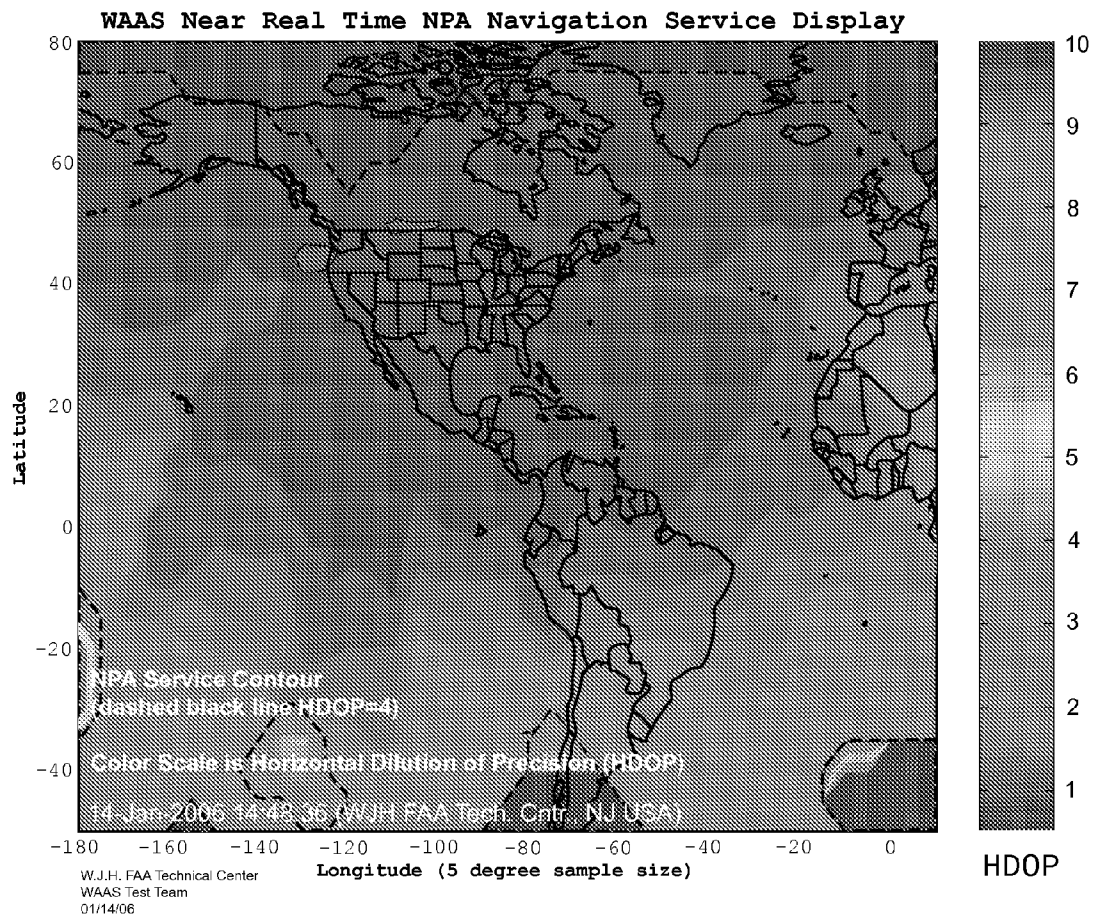 WAAS Near Real Time NPA Navigation Service Display
80
60
40
20
0
-20
-40
Latitude
NPA Service Contour
(dashed black line HDOP=4)
Color Scale is Horizontal Dilution of Precision (HDOP)
14-Jan-2006 14:48:36 (WJH FAA Tech. Cntr. NJ USA)
-180 -160 -140 -120 -100 -80 -60 -40 -20 0
Longitude (5 degree sample size)
10
9
8
7
6
5
4
3
2
1
HDOP
W.J.H. FAA Technical Center
WAAS Test Team
01/14/06